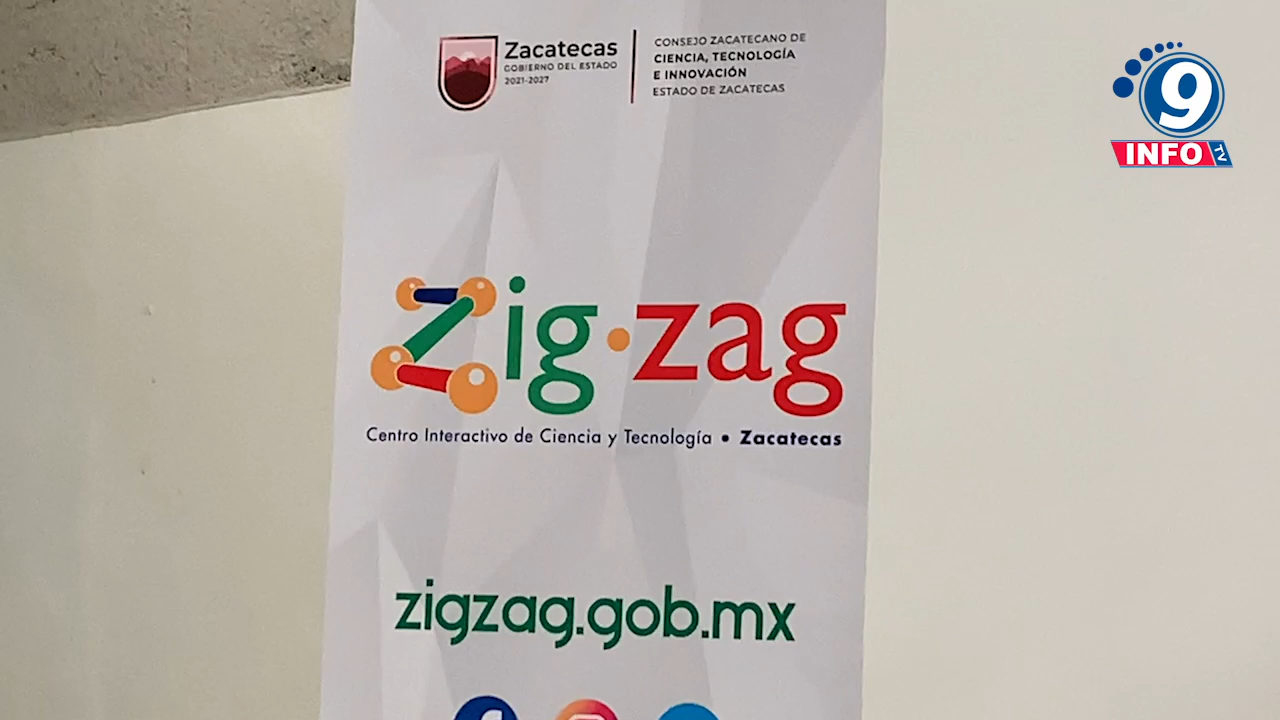 Zacatecas
GOBIERNO DEL ESTADO
2021-2027
CONSEJO ZACATECANO DE
CIENCIA, TECNOLOGÍA
E INNOVACIÓN
ESTADO DE ZACATECAS
9
INFO TV
Zig·zag
Centro Interactivo de Ciencia y Tecnología • Zacatecas
zigzag.gob.mx